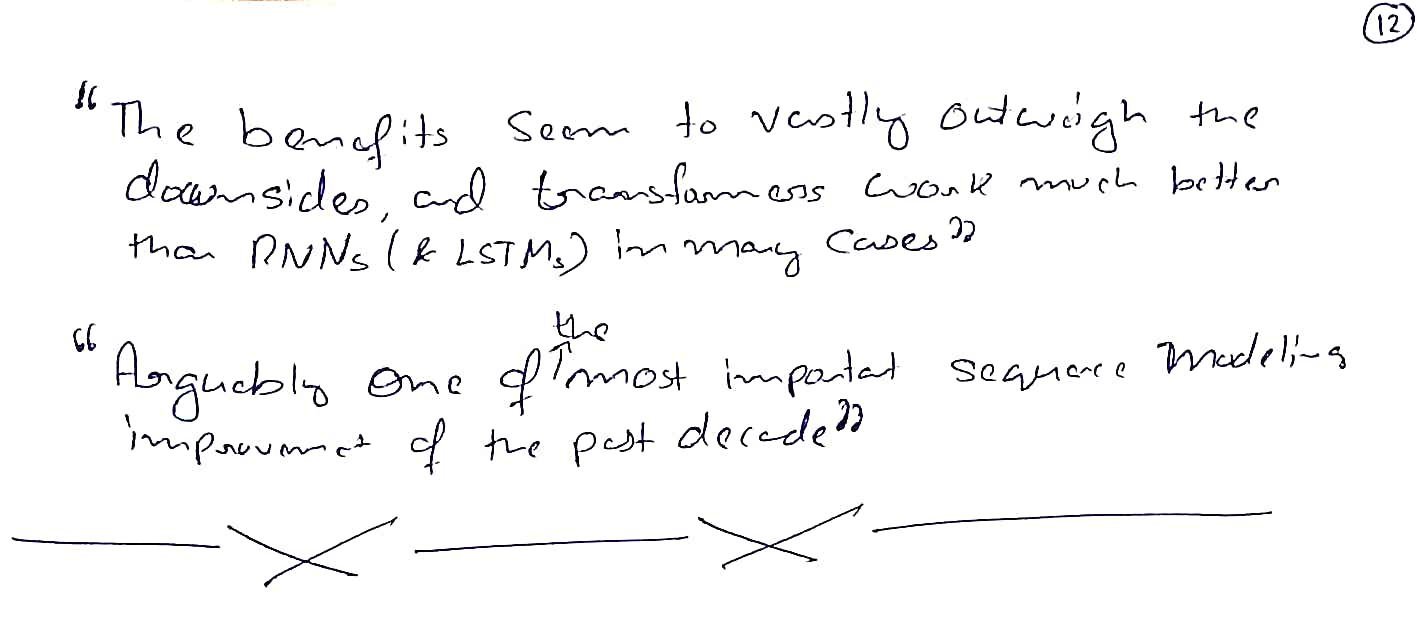 12
"The benefits seem to vastly outweigh the
downsides, and transformers work much better
than RNNs (& LSTMs) in many cases"
"Arguably one of the most important sequence modeling
improvement of the past decade"